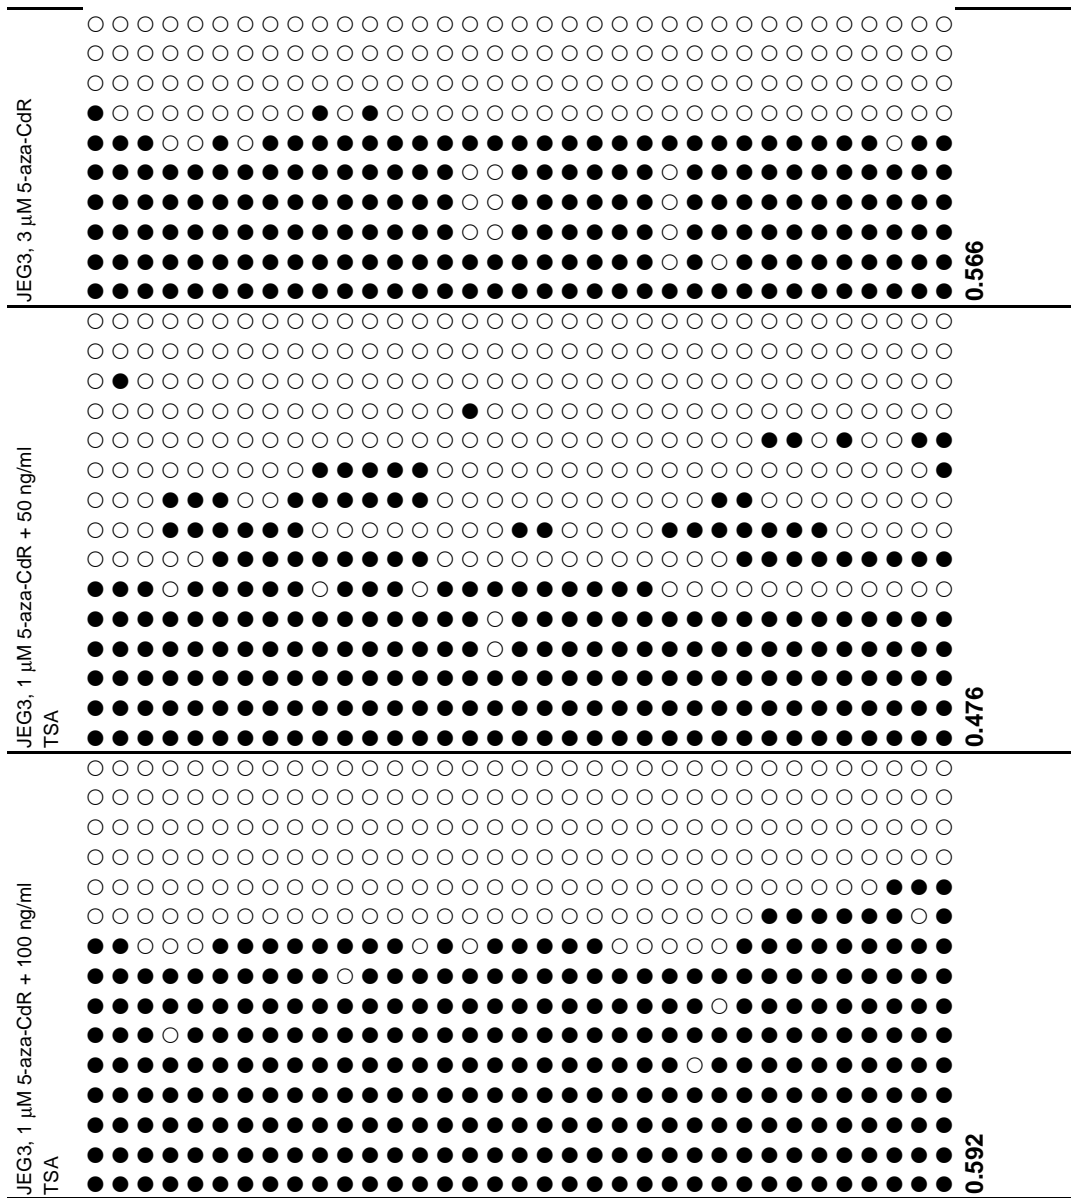 JEG3, 3 μM 5-aza-CdR
0.566
JEG3, 1 μM 5-aza-CdR + 50 ng/ml
TSA
0.476
JEG3, 1 μM 5-aza-CdR + 100 ng/ml
TSA
0.592